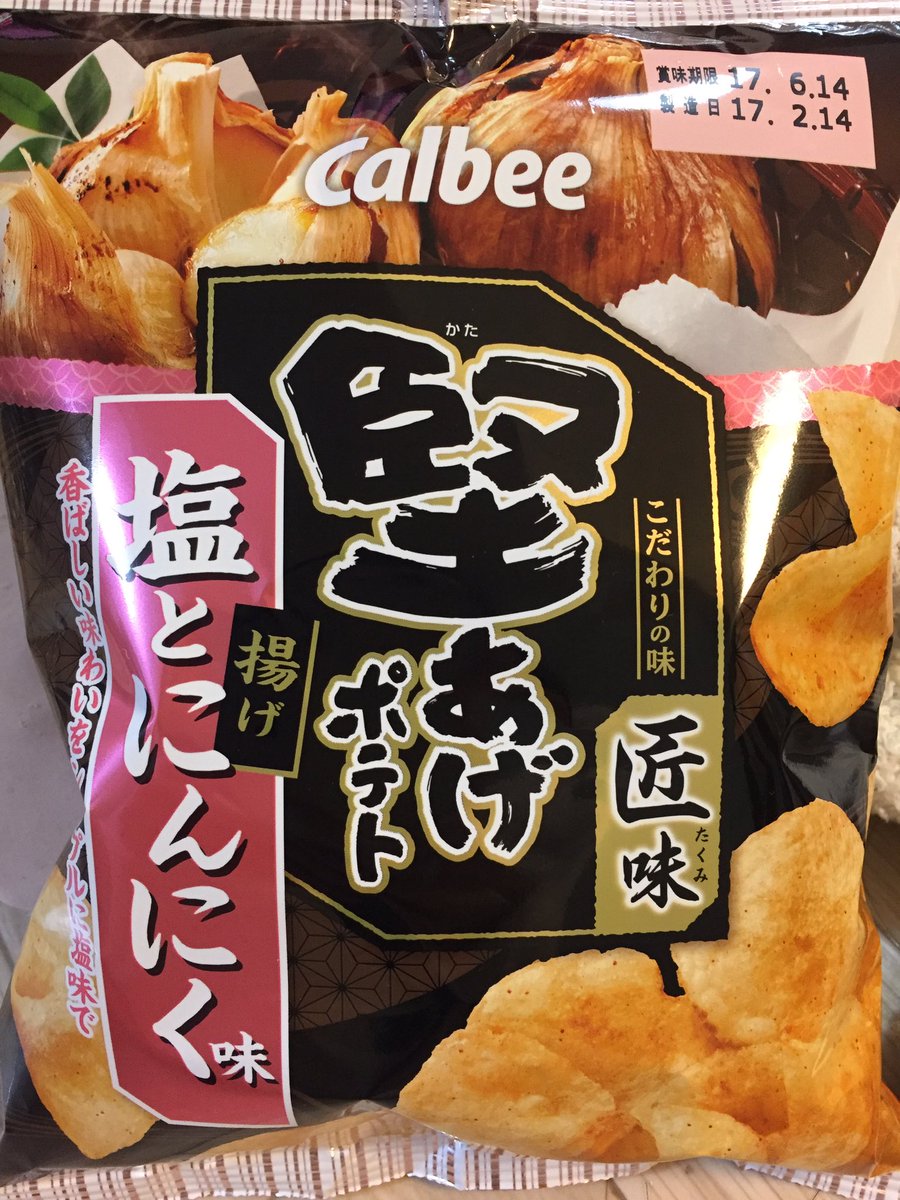 賞味期限 17. 6.14
製造日 17. 2.14
Calbee
かた
堅あげ
ポテト
こだわりの味
匠味
たくみ
揚げ
塩とにんにく味
香ばしい味わいを
プルに塩味で